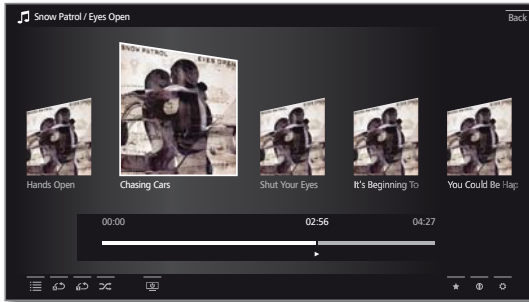 Snow Patrol / Eyes Open
Back
SNOW PATROL EYES OPEN
Hands Open
Chasing Cars
Shut Your Eyes
It's Beginning To
You Could Be Hap
00:00
02:56
04:27